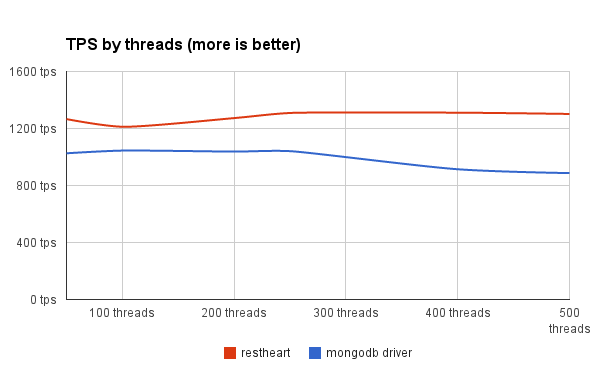 TPS by threads (more is better)
1600 tps
1200 tps
800 tps
400 tps
0 tps
100 threads
200 threads
300 threads
400 threads
500
threads
restheart
mongodb driver